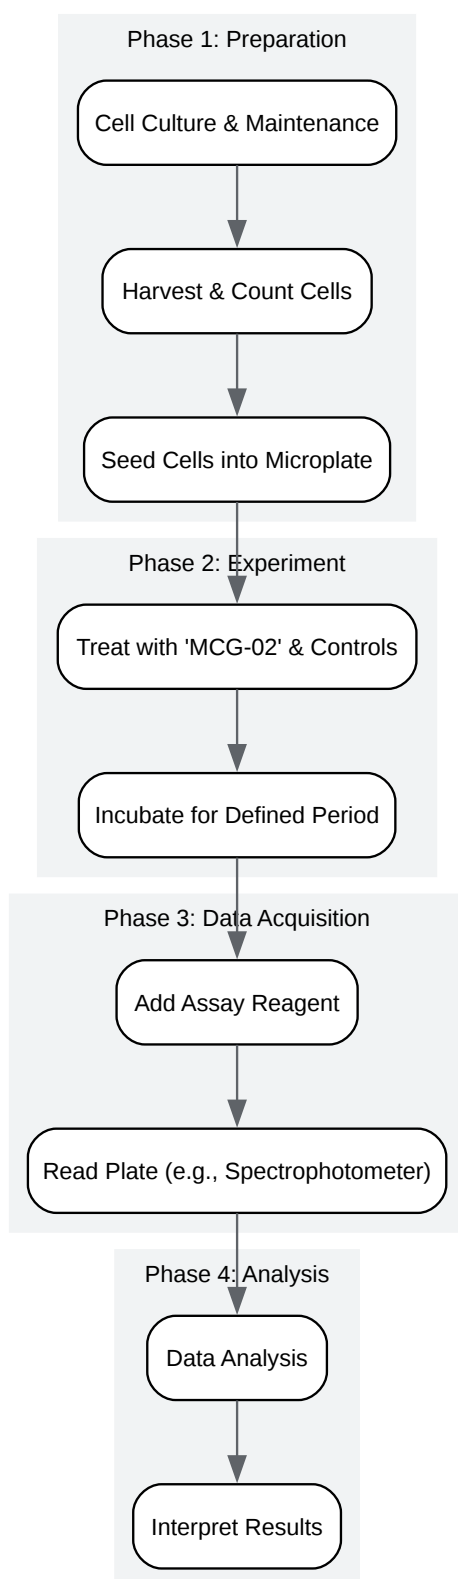 Phase 1: Preparation
Cell Culture & Maintenance
Harvest & Count Cells
Seed Cells into Microplate
Phase 2: Experiment
Treat with 'MCG-02' & Controls
Incubate for Defined Period
Phase 3: Data Acquisition
Add Assay Reagent
Read Plate (e.g., Spectrophotometer)
Phase 4: Analysis
Data Analysis
Interpret Results